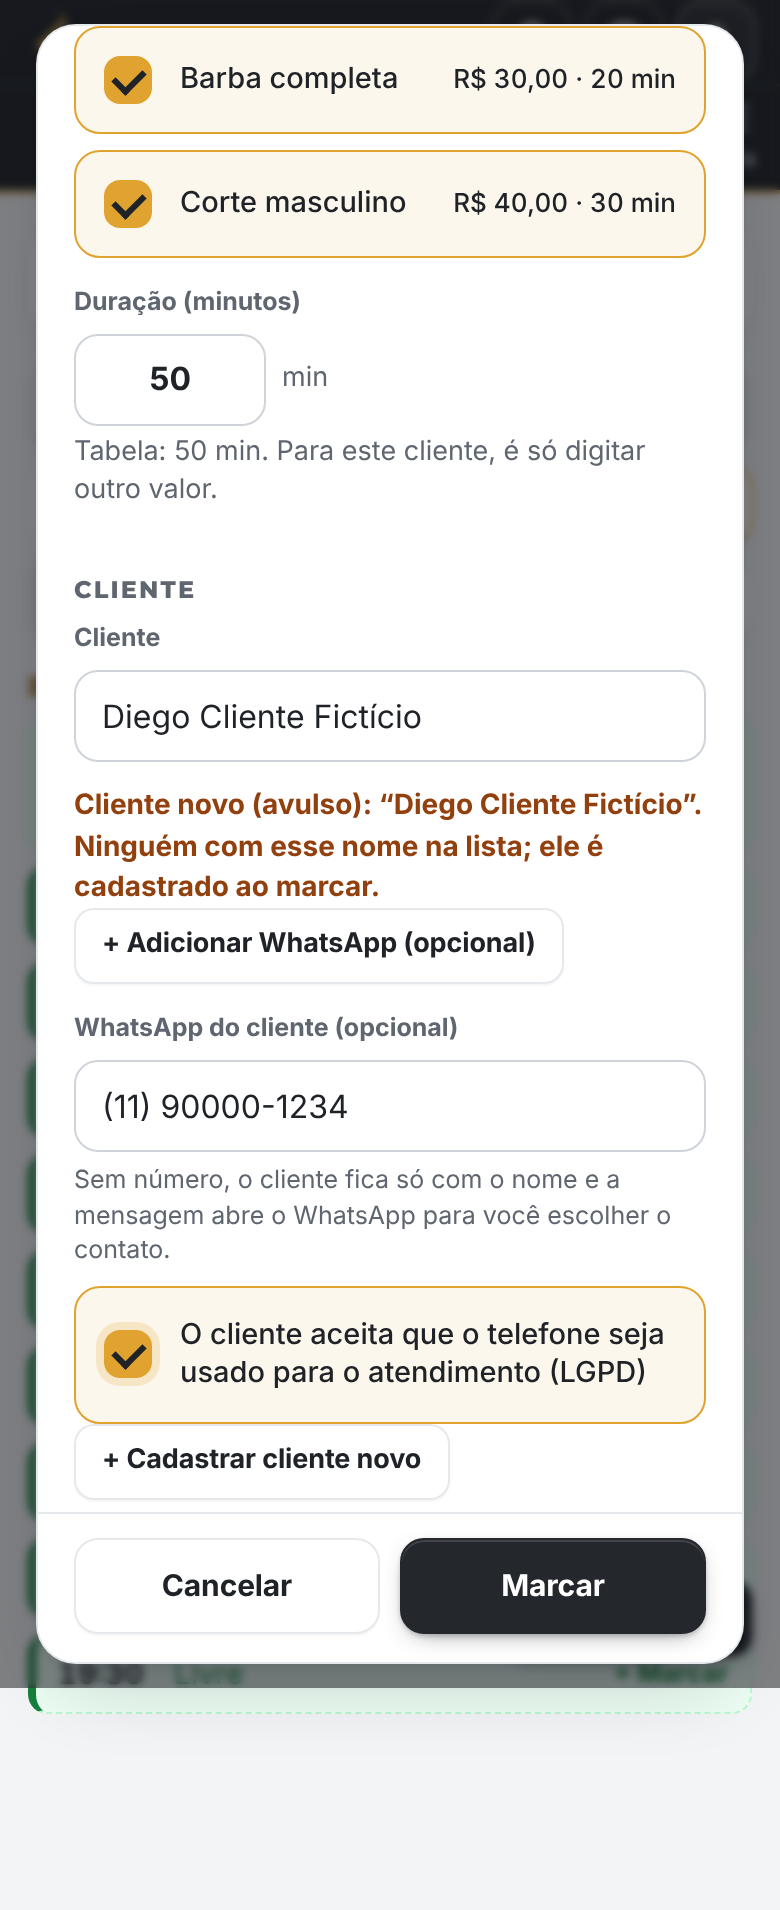 Barba completa R$ 30,00 · 20 min
Corte masculino R$ 40,00 · 30 min
Duração (minutos)
50 min
Tabela: 50 min. Para este cliente, é só digitar
outro valor.
CLIENTE
Cliente
Diego Cliente Fictício
Cliente novo (avulso): “Diego Cliente Fictício”.
Ninguém com esse nome na lista; ele é
cadastrado ao marcar.
+ Adicionar WhatsApp (opcional)
WhatsApp do cliente (opcional)
(11) 90000-1234
Sem número, o cliente fica só com o nome e a
mensagem abre o WhatsApp para você escolher o
contato.
O cliente aceita que o telefone seja
usado para o atendimento (LGPD)
+ Cadastrar cliente novo
Cancelar Marcar
19:30 Livre + Marcar